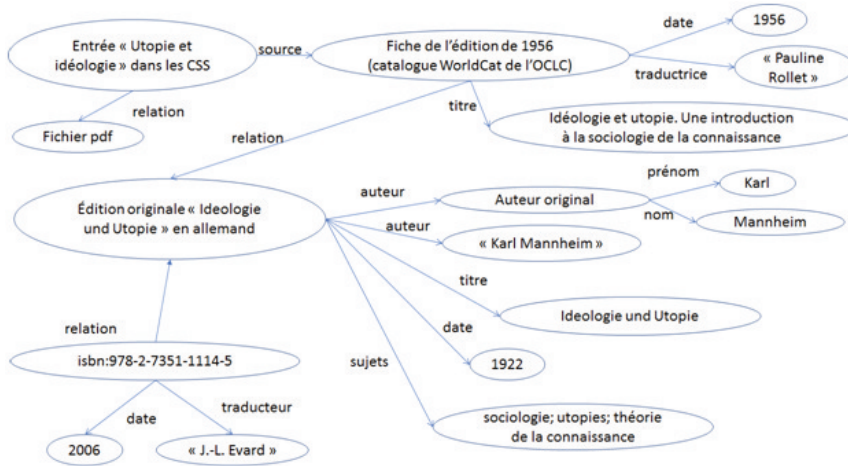 Entrée « Utopie et
idéologie » dans les CSS
source
Fiche de l'édition de 1956
(catalogue WorldCat de l'OCLC)
date
1956
traductrice
« Pauline
Rollet »
relation
Fichier pdf
relation
titre
Idéologie et utopie. Une introduction
à la sociologie de la connaissance
Édition originale « Ideologie
und Utopie » en allemand
auteur
Auteur original
prénom
Karl
nom
Mannheim
auteur
« Karl Mannheim »
titre
Ideologie und Utopie
date
1922
sujets
sociologie; utopies; théorie
de la connaissance
relation
isbn:978-2-7351-1114-5
date
2006
traducteur
« J.-L. Evard »